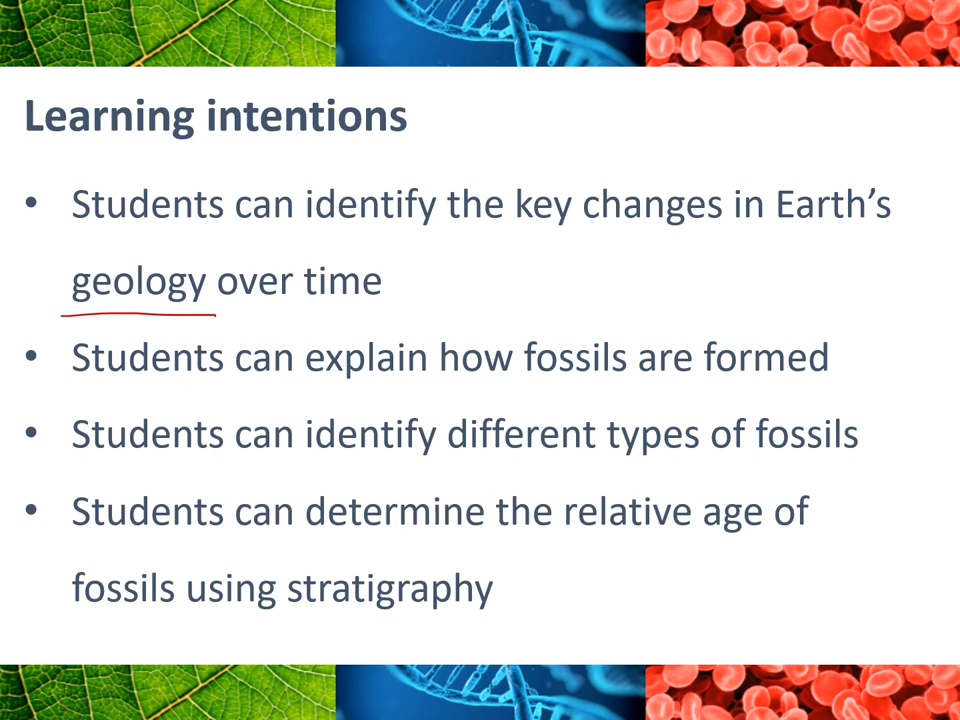 Learning intentions
• Students can identify the key changes in Earth’s
geology over time
• Students can explain how fossils are formed
• Students can identify different types of fossils
• Students can determine the relative age of
fossils using stratigraphy